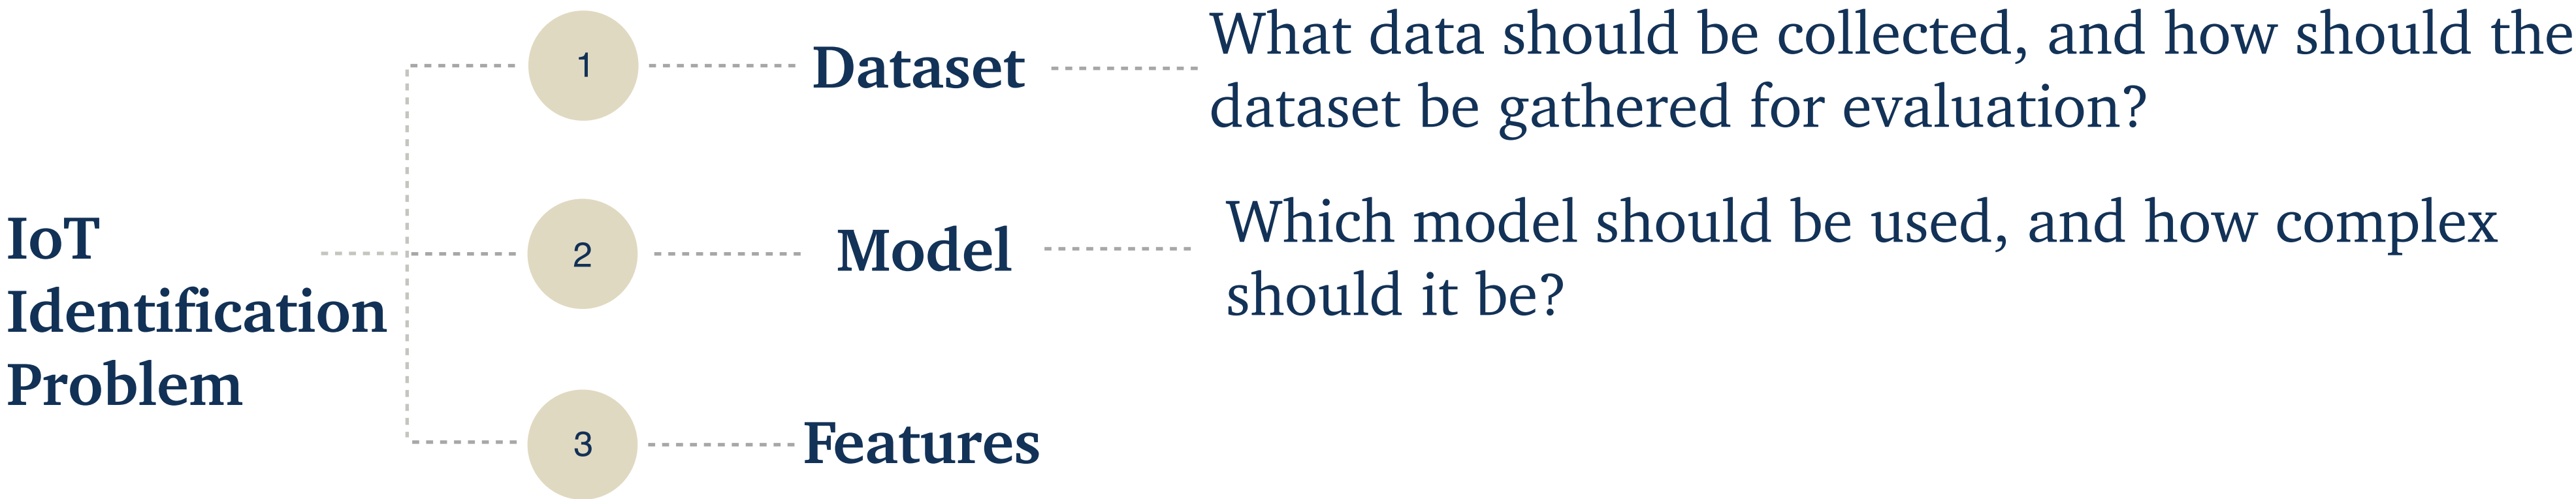 IoT
Identification
Problem
1
Dataset
What data should be collected, and how should the
dataset be gathered for evaluation?
2
Model
Which model should be used, and how complex
should it be?
3
Features